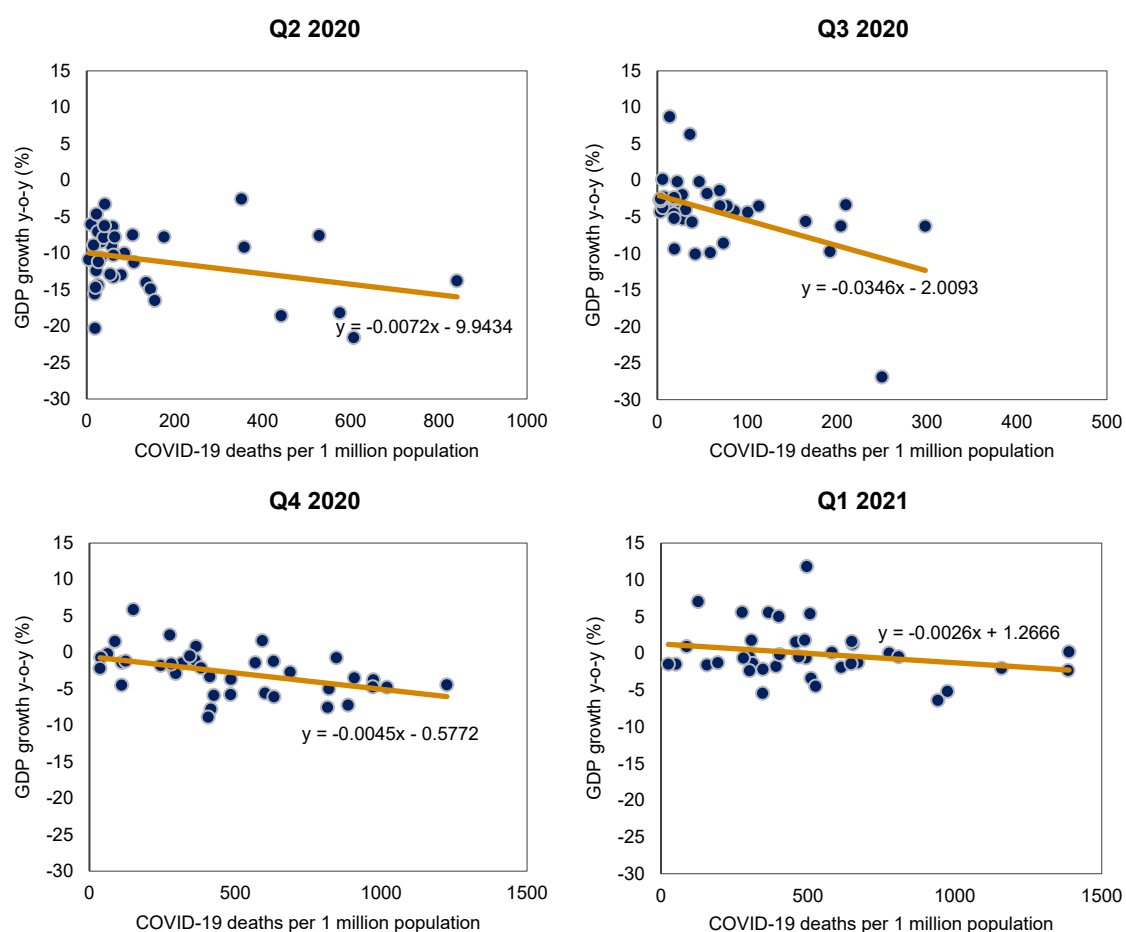 Q2 2020
15
10
5
0
-5
-10
-15
-20
-25
-30
GDP growth y-o-y (%)
y = -0.0072x - 9.9434
0 200 400 600 800 1000
COVID-19 deaths per 1 million population
Q3 2020
15
10
5
0
-5
-10
-15
-20
-25
-30
GDP growth y-o-y (%)
y = -0.0346x - 2.0093
0 100 200 300 400 500
COVID-19 deaths per 1 million population
Q4 2020
15
10
5
0
-5
-10
-15
-20
-25
-30
GDP growth y-o-y (%)
y = -0.0045x - 0.5772
0 500 1000 1500
COVID-19 deaths per 1 million population
Q1 2021
15
10
5
0
-5
-10
-15
-20
-25
-30
GDP growth y-o-y (%)
y = -0.0026x + 1.2666
0 500 1000 1500
COVID-19 deaths per 1 million population